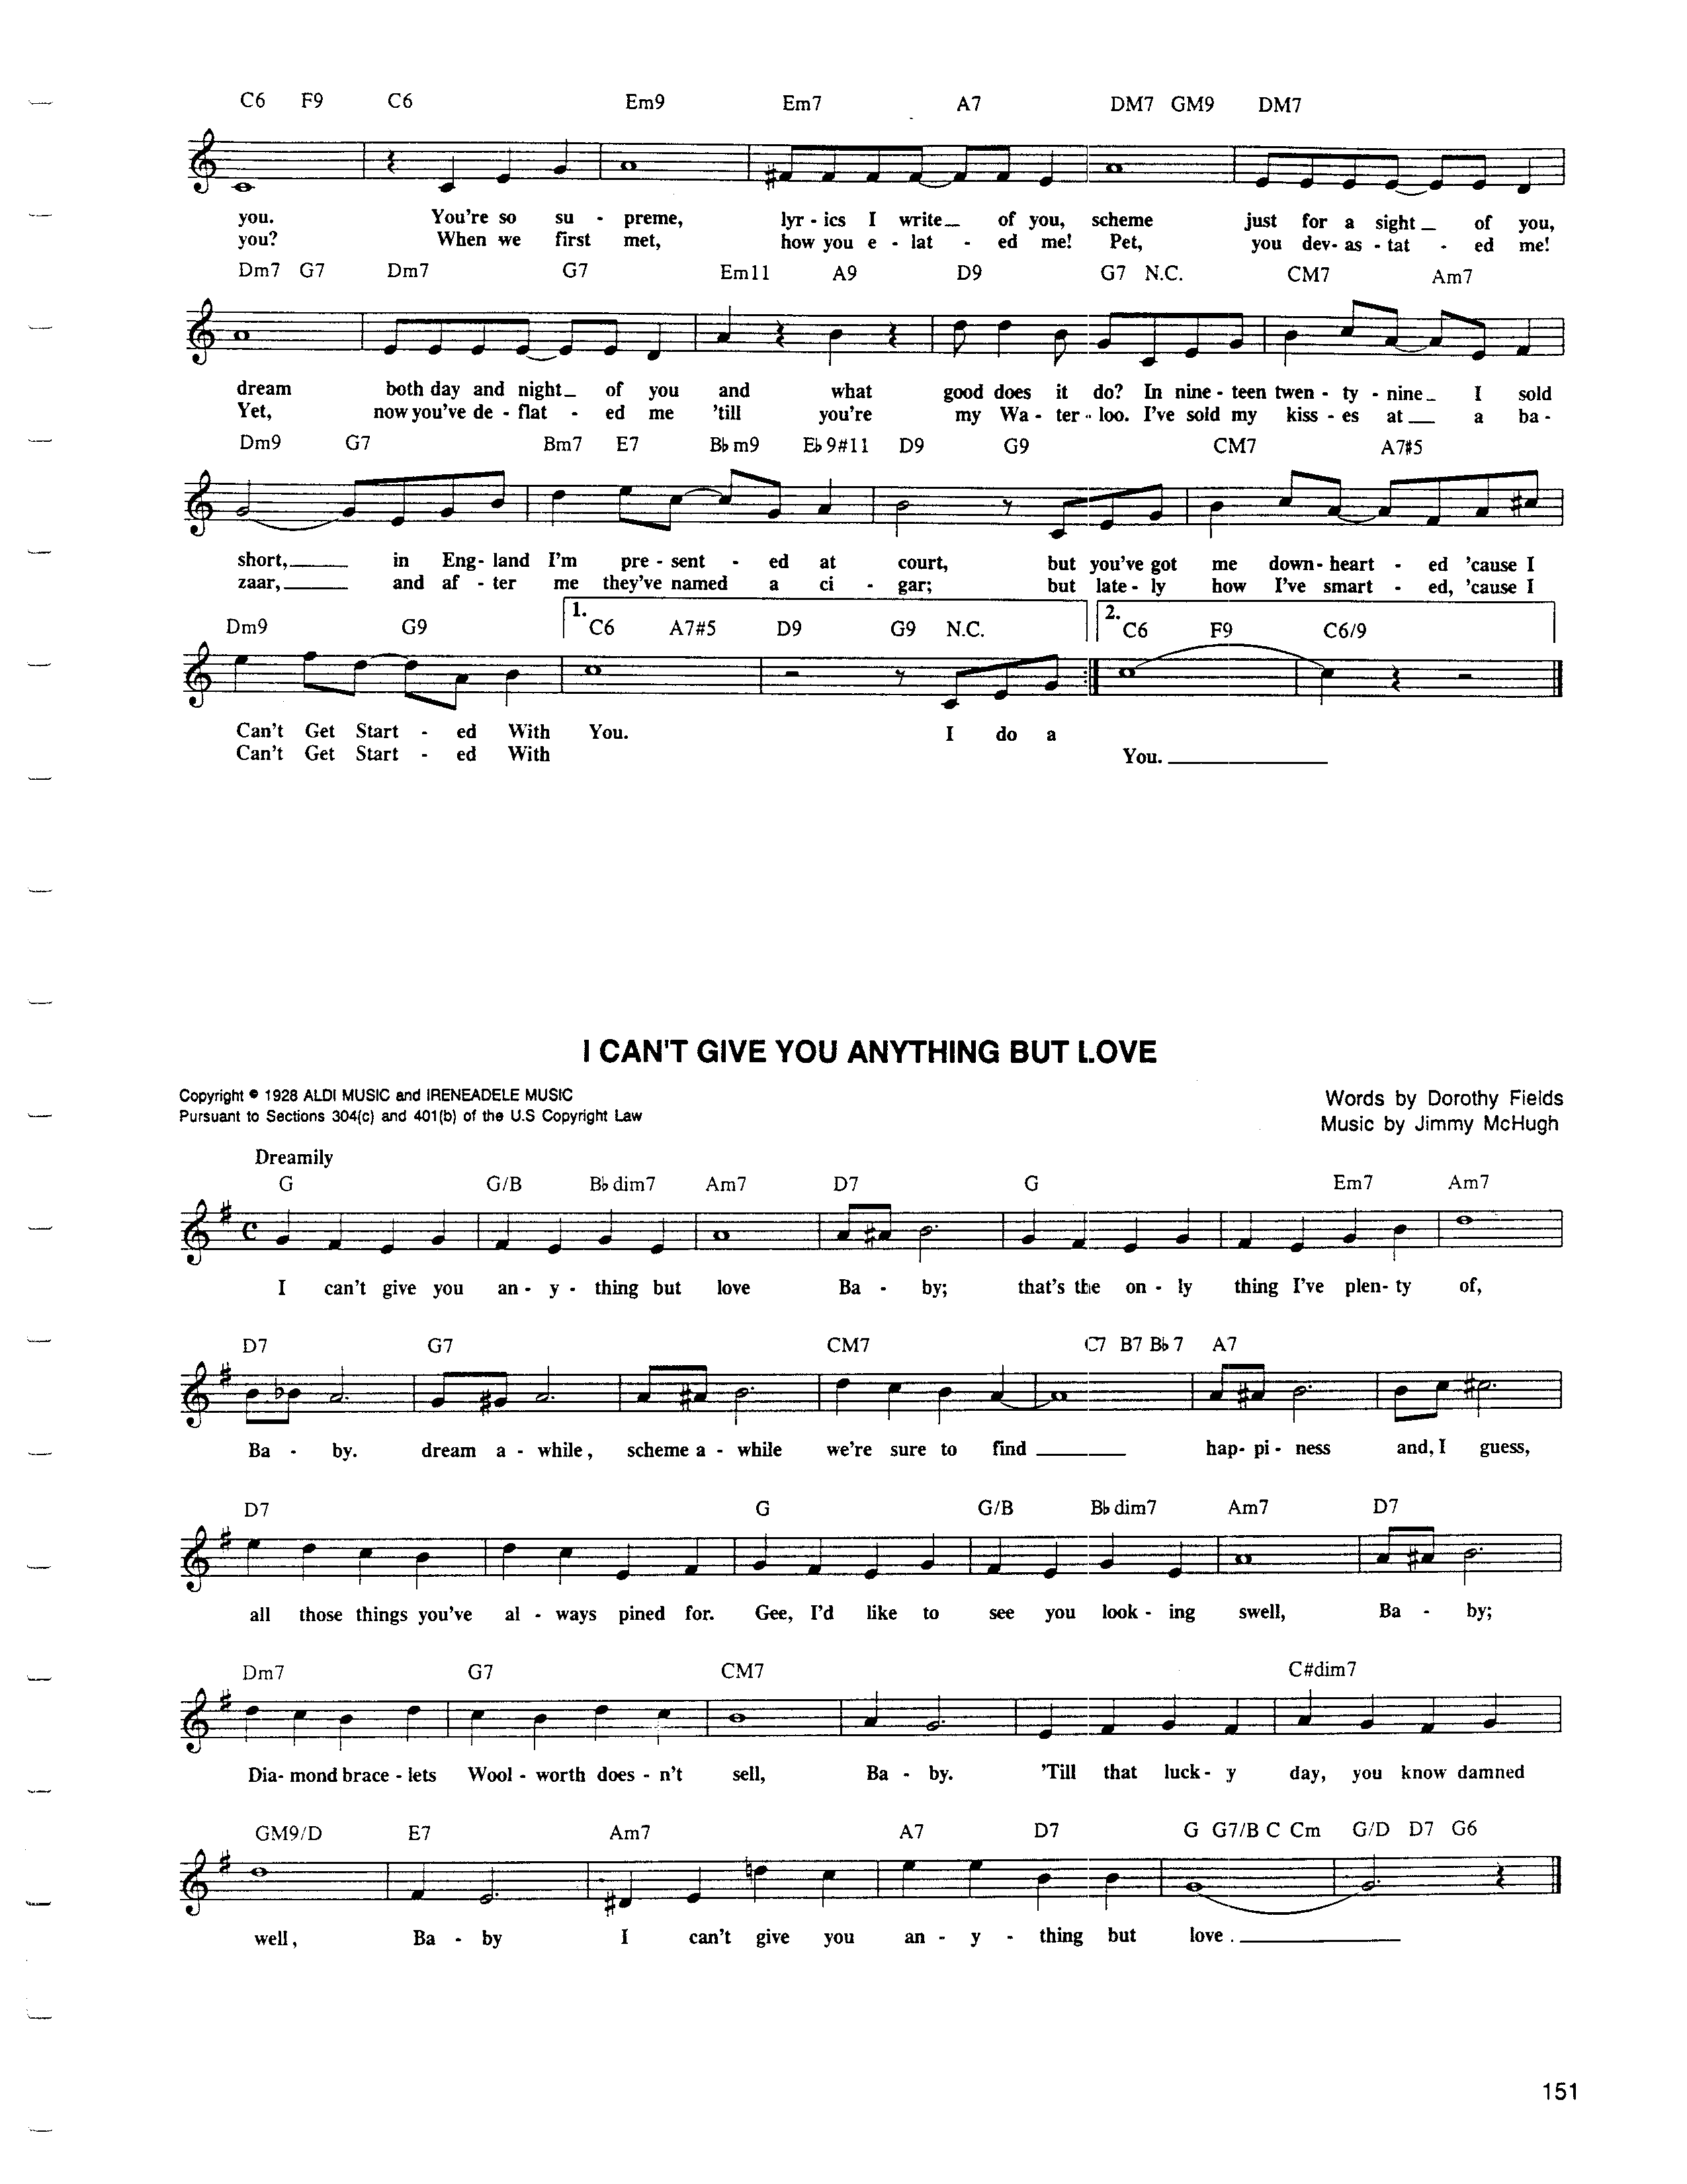 C6 F9 C6 Em9 Em7 A7 DM7 GM9 DM7
you. You're so su - preme, lyr - ics I write_ of you, scheme just for a sight_ of you,
you? When we first met, how you e - lat - ed me! Pet, you dev- as - tat - ed me!
Dm7 G7 Dm7 G7 Em11 A9 D9 G7 N.C. CM7 Am7
dream both day and night_ of you and what good does it do? In nine - teen twen - ty - nine_ I sold
Yet, now you've de - flat - ed me 'till you're my Wa - ter - loo. I've sold my kiss - es at__ a ba -
Dm9 G7 Bm7 E7 B♭m9 E♭9#11 D9 G9 CM7 A7#5
short,____ in Eng- land I'm pre - sent - ed at court, but you've got me down - heart - ed 'cause I
zaar,____ and af - ter me they've named a ci - gar; but late - ly how I've smart - ed, 'cause I
Dm9 G9 1. C6 A7#5 D9 G9 N.C. 2. C6 F9 C6/9
Can't Get Start - ed With You. I do a
Can't Get Start - ed With You.____
I CAN'T GIVE YOU ANYTHING BUT LOVE
Copyright © 1928 ALDI MUSIC and IRENEADELE MUSIC
Pursuant to Sections 304(c) and 401(b) of the U.S Copyright Law
Words by Dorothy Fields
Music by Jimmy McHugh
Dreamily
G G/B B♭dim7 Am7 D7 G Em7 Am7
I can't give you an - y - thing but love Ba - by; that's the on - ly thing I've plen- ty of,
D7 G7 CM7 C7 B7 B♭7 A7
Ba - by. dream a - while, scheme a - while we're sure to find ____ hap- pi - ness and, I guess,
D7 G G/B B♭dim7 Am7 D7
all those things you've al - ways pined for. Gee, I'd like to see you look - ing swell, Ba - by;
Dm7 G7 CM7 C#dim7
Dia- mond brace - lets Wool - worth does - n't sell, Ba - by. 'Till that luck - y day, you know damned
GM9/D E7 Am7 A7 D7 G G7/B C Cm G/D D7 G6
well, Ba - by I can't give you an - y - thing but love. ____
151